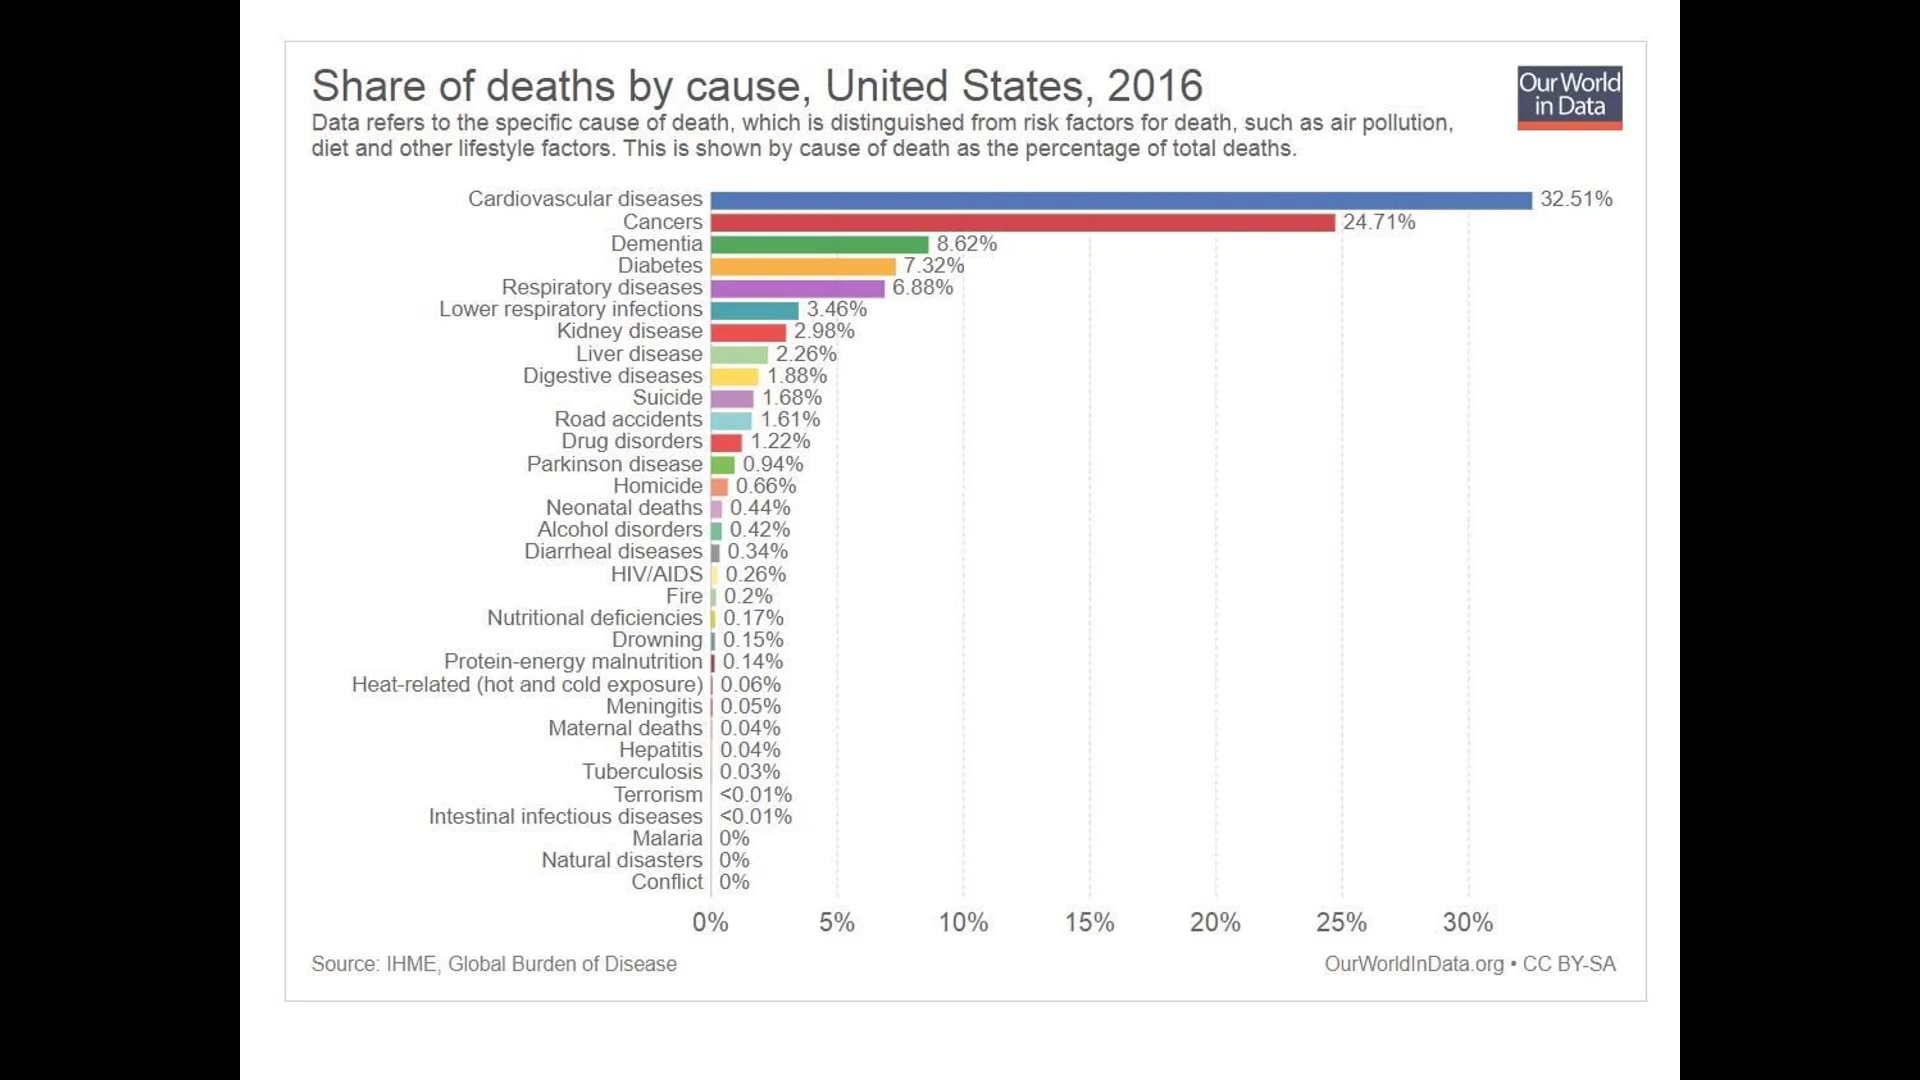 Share of deaths by cause, United States, 2016
Our World
in Data
Data refers to the specific cause of death, which is distinguished from risk factors for death, such as air pollution,
diet and other lifestyle factors. This is shown by cause of death as the percentage of total deaths.
Cardiovascular diseases 32.51%
Cancers 24.71%
Dementia 8.62%
Diabetes 7.32%
Respiratory diseases 6.88%
Lower respiratory infections 3.46%
Kidney disease 2.98%
Liver disease 2.26%
Digestive diseases 1.88%
Suicide 1.68%
Road accidents 1.61%
Drug disorders 1.22%
Parkinson disease 0.94%
Homicide 0.66%
Neonatal deaths 0.44%
Alcohol disorders 0.42%
Diarrheal diseases 0.34%
HIV/AIDS 0.26%
Fire 0.2%
Nutritional deficiencies 0.17%
Drowning 0.15%
Protein-energy malnutrition 0.14%
Heat-related (hot and cold exposure) 0.06%
Meningitis 0.05%
Maternal deaths 0.04%
Hepatitis 0.04%
Tuberculosis 0.03%
Terrorism <0.01%
Intestinal infectious diseases <0.01%
Malaria 0%
Natural disasters 0%
Conflict 0%
0% 5% 10% 15% 20% 25% 30%
Source: IHME, Global Burden of Disease
OurWorldInData.org • CC BY-SA